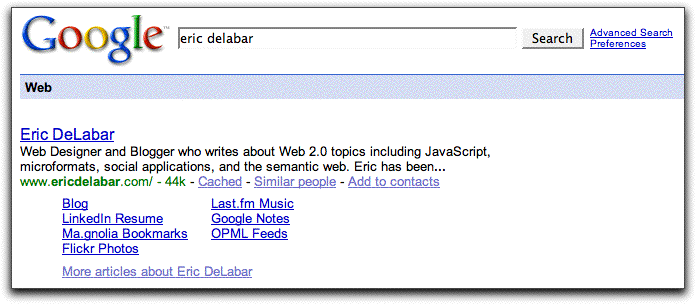 Google™ eric delabar Search Advanced Search
Preferences
Web
Eric DeLabar
Web Designer and Blogger who writes about Web 2.0 topics including JavaScript,
microformats, social applications, and the semantic web. Eric has been...
www.ericdelabar.com/ - 44k - Cached - Similar people - Add to contacts
Blog Last.fm Music
LinkedIn Resume Google Notes
Ma.gnolia Bookmarks OPML Feeds
Flickr Photos
More articles about Eric DeLabar